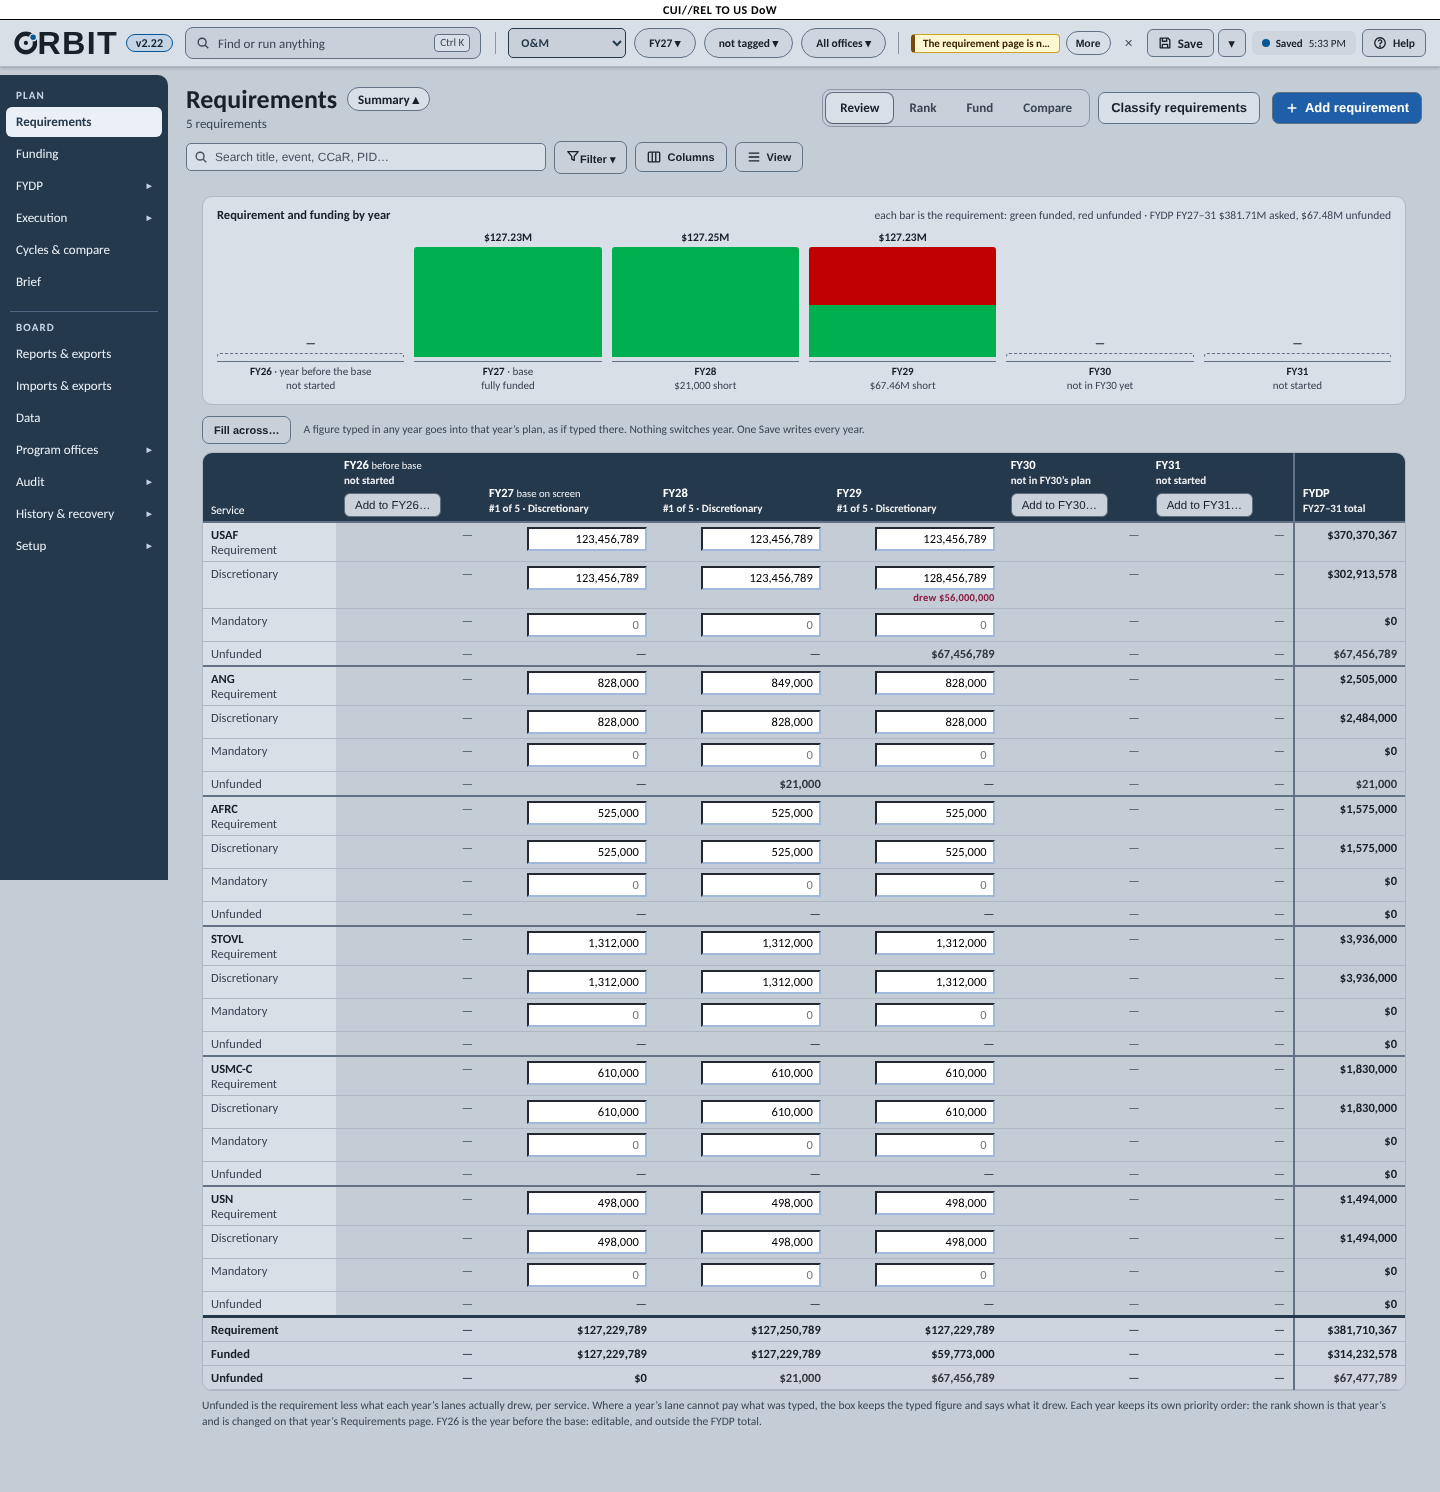 CUI//REL TO US DoW
ORBIT v2.22 Find or run anything Ctrl K O&M FY27 ▾ not tagged ▾ All offices ▾ The requirement page is n... More × Save ▾ Saved 5:33 PM Help
PLAN
Requirements
Funding
FYDP ▸
Execution ▸
Cycles & compare
Brief
BOARD
Reports & exports
Imports & exports
Data
Program offices ▸
Audit ▸
History & recovery ▸
Setup ▸
Requirements Summary ▴
5 requirements
Review Rank Fund Compare Classify requirements + Add requirement
Search title, event, CCaR, PID... Filter ▾ Columns View
Requirement and funding by year each bar is the requirement: green funded, red unfunded · FYDP FY27–31 $381.71M asked, $67.48M unfunded
— $127.23M $127.25M $127.23M — —
FY26 · year before the base FY27 · base FY28 FY29 FY30 FY31
not started fully funded $21,000 short $67.46M short not in FY30 yet not started
Fill across... A figure typed in any year goes into that year's plan, as if typed there. Nothing switches year. One Save writes every year.
FY26 before base FY30 FY31
not started not in FY30's plan not started
FY27 base on screen FY28 FY29 FYDP
Service Add to FY26... #1 of 5 · Discretionary #1 of 5 · Discretionary #1 of 5 · Discretionary Add to FY30... Add to FY31... FY27–31 total
USAF
Requirement — 123,456,789 123,456,789 123,456,789 — — $370,370,367
Discretionary — 123,456,789 123,456,789 128,456,789 — — $302,913,578
drew $56,000,000
Mandatory — 0 0 0 — — $0
Unfunded — — — $67,456,789 — — $67,456,789
ANG
Requirement — 828,000 849,000 828,000 — — $2,505,000
Discretionary — 828,000 828,000 828,000 — — $2,484,000
Mandatory — 0 0 0 — — $0
Unfunded — — $21,000 — — — $21,000
AFRC
Requirement — 525,000 525,000 525,000 — — $1,575,000
Discretionary — 525,000 525,000 525,000 — — $1,575,000
Mandatory — 0 0 0 — — $0
Unfunded — — — — — — $0
STOVL
Requirement — 1,312,000 1,312,000 1,312,000 — — $3,936,000
Discretionary — 1,312,000 1,312,000 1,312,000 — — $3,936,000
Mandatory — 0 0 0 — — $0
Unfunded — — — — — — $0
USMC-C
Requirement — 610,000 610,000 610,000 — — $1,830,000
Discretionary — 610,000 610,000 610,000 — — $1,830,000
Mandatory — 0 0 0 — — $0
Unfunded — — — — — — $0
USN
Requirement — 498,000 498,000 498,000 — — $1,494,000
Discretionary — 498,000 498,000 498,000 — — $1,494,000
Mandatory — 0 0 0 — — $0
Unfunded — — — — — — $0
Requirement — $127,229,789 $127,250,789 $127,229,789 — — $381,710,367
Funded — $127,229,789 $127,229,789 $59,773,000 — — $314,232,578
Unfunded — $0 $21,000 $67,456,789 — — $67,477,789
Unfunded is the requirement less what each year's lanes actually drew, per service. Where a year's lane cannot pay what was typed, the box keeps the typed figure and says what it drew. Each year keeps its own priority order: the rank shown is that year's
and is changed on that year's Requirements page. FY26 is the year before the base: editable, and outside the FYDP total.